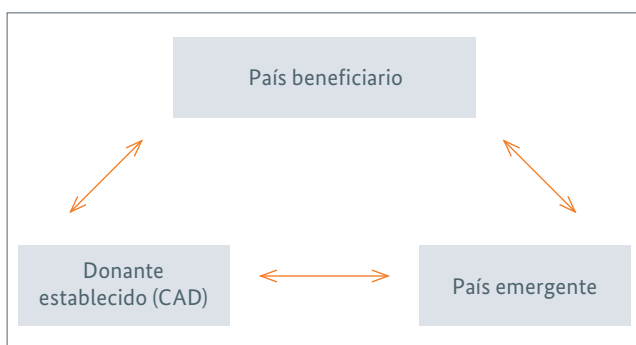 País beneficiario
Donante
establecido (CAD)
País emergente